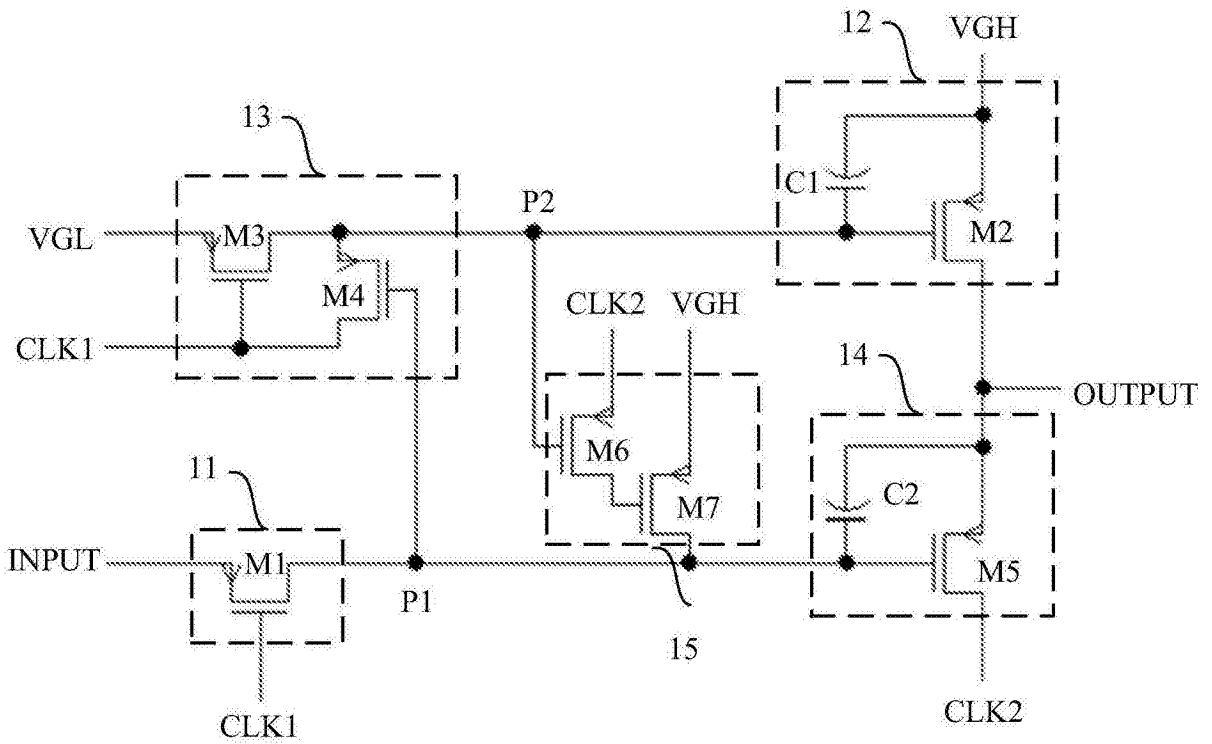 12
VGH
13
C1
P2
VGL
M3
M2
M4
CLK2
VGH
CLK1
14
OUTPUT
M6
11
C2
M7
INPUT
M1
M5
P1
15
CLK1
CLK2